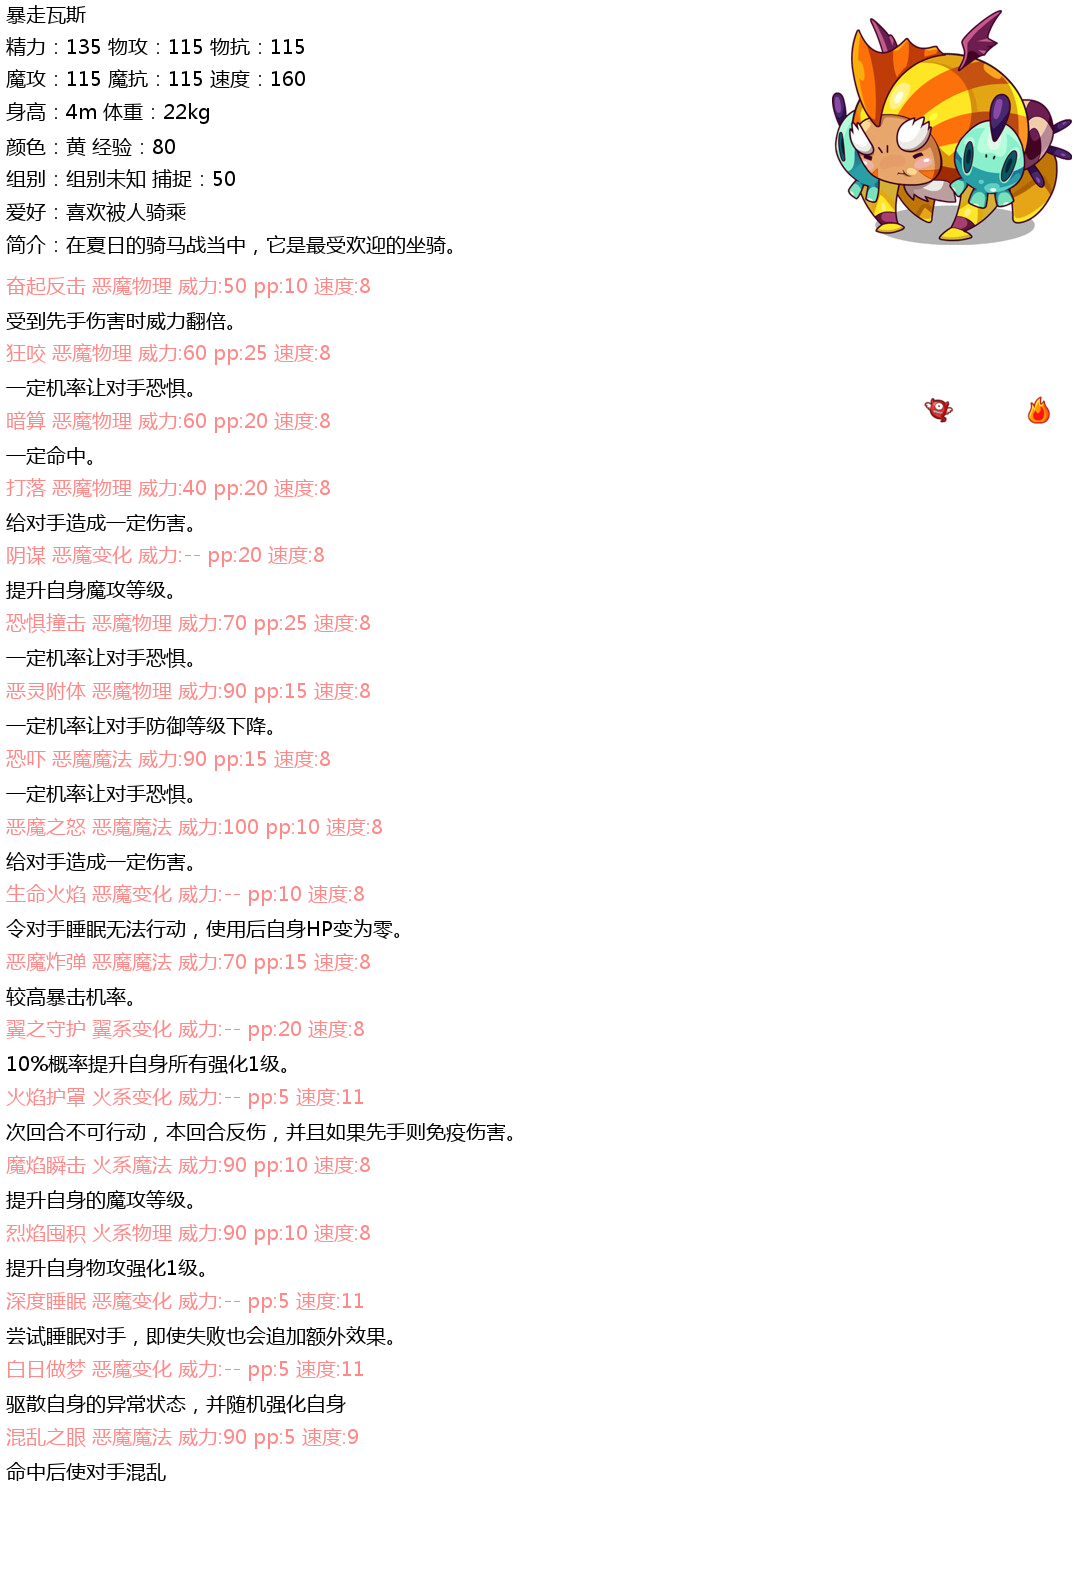 暴走瓦斯
精力：135 物攻：115 物抗：115
魔攻：115 魔抗：115 速度：160
身高：4m 体重：22kg
颜色：黄 经验：80
组别：组别未知 捕捉：50
爱好：喜欢被人骑乘
简介：在夏日的骑马战当中，它是最受欢迎的坐骑。
奋起反击 恶魔物理 威力:50 pp:10 速度:8
受到先手伤害时威力翻倍。
狂咬 恶魔物理 威力:60 pp:25 速度:8
一定机率让对手恐惧。
暗算 恶魔物理 威力:60 pp:20 速度:8
一定命中。
打落 恶魔物理 威力:40 pp:20 速度:8
给对手造成一定伤害。
阴谋 恶魔变化 威力:-- pp:20 速度:8
提升自身魔攻等级。
恐惧撞击 恶魔物理 威力:70 pp:25 速度:8
一定机率让对手恐惧。
恶灵附体 恶魔物理 威力:90 pp:15 速度:8
一定机率让对手防御等级下降。
恐吓 恶魔魔法 威力:90 pp:15 速度:8
一定机率让对手恐惧。
恶魔之怒 恶魔魔法 威力:100 pp:10 速度:8
给对手造成一定伤害。
生命火焰 恶魔变化 威力:-- pp:10 速度:8
令对手睡眠无法行动，使用后自身HP变为零。
恶魔炸弹 恶魔魔法 威力:70 pp:15 速度:8
较高暴击机率。
翼之守护 翼系变化 威力:-- pp:20 速度:8
10%概率提升自身所有强化1级。
火焰护罩 火系变化 威力:-- pp:5 速度:11
次回合不可行动，本回合反伤，并且如果先手则免疫伤害。
魔焰瞬击 火系魔法 威力:90 pp:10 速度:8
提升自身的魔攻等级。
烈焰囤积 火系物理 威力:90 pp:10 速度:8
提升自身物攻强化1级。
深度睡眠 恶魔变化 威力:-- pp:5 速度:11
尝试睡眠对手，即使失败也会追加额外效果。
白日做梦 恶魔变化 威力:-- pp:5 速度:11
驱散自身的异常状态，并随机强化自身
混乱之眼 恶魔魔法 威力:90 pp:5 速度:9
命中后使对手混乱